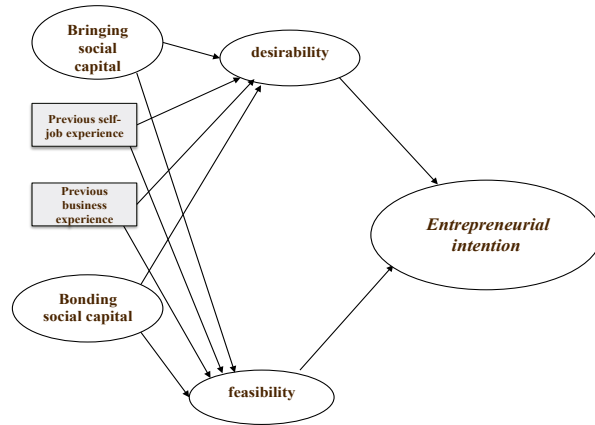 Bringing
social
capital
desirability
Previous self-
job experience
Previous
business
experience
Entrepreneurial
intention
Bonding
social capital
feasibility